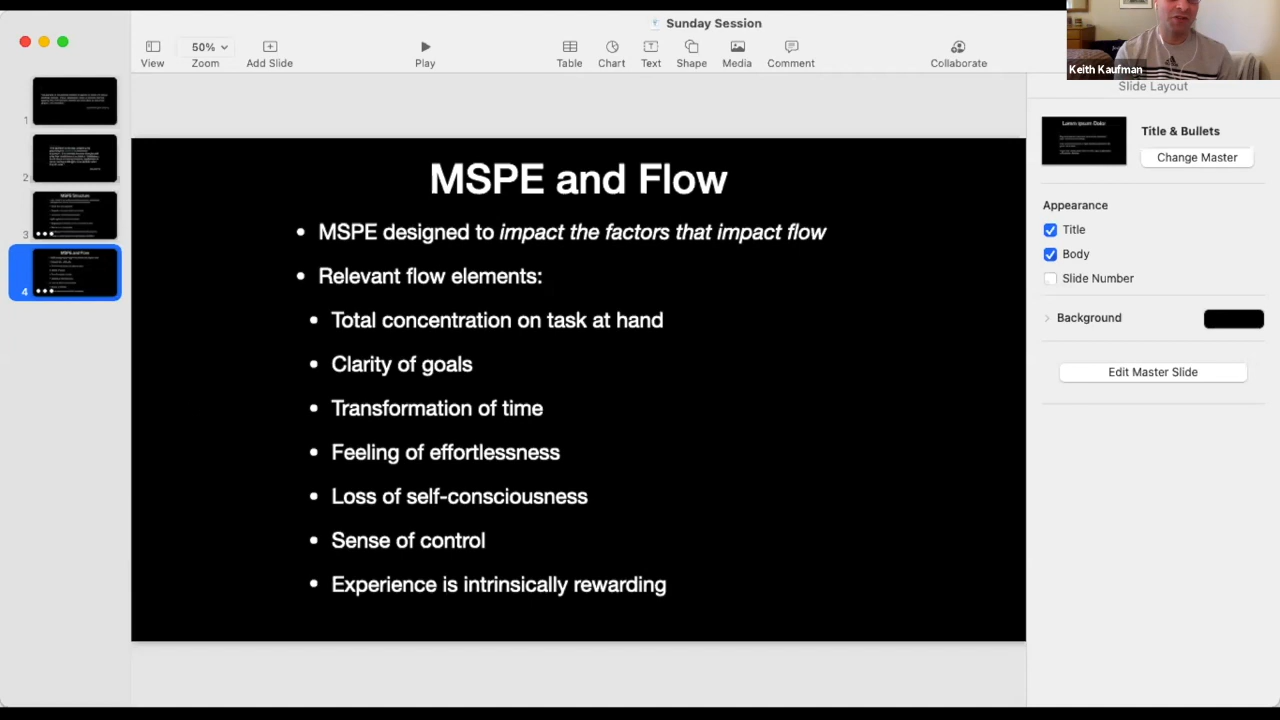 Sunday Session
50%
View
Zoom
Add Slide
Play
Table
Chart
Text
Shape
Media
Comment
Collaborate
Keith Kaufman
Slide Layout
1
2
3
4
MSPE and Flow
• MSPE designed to impact the factors that impact flow
• Relevant flow elements:
• Total concentration on task at hand
• Clarity of goals
• Transformation of time
• Feeling of effortlessness
• Loss of self-consciousness
• Sense of control
• Experience is intrinsically rewarding
Lorem Ipsum Dolor
Title & Bullets
Change Master
Appearance
Title
Body
Slide Number
Background
Edit Master Slide